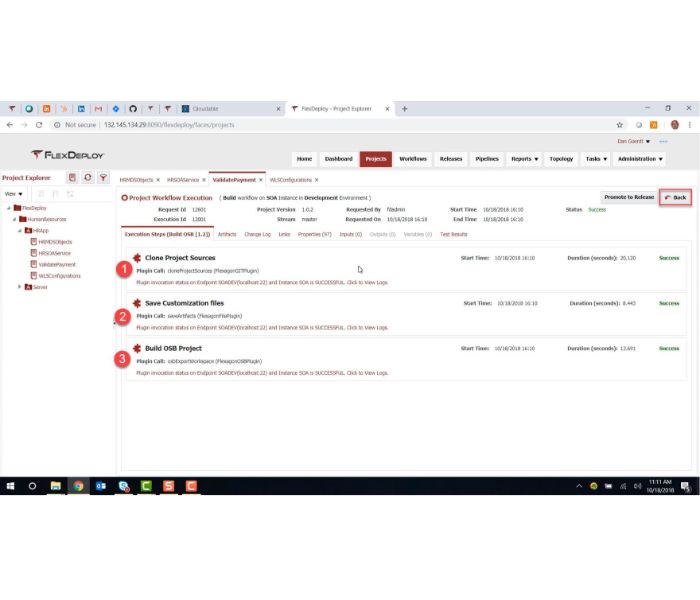 Cloudable
FlexDeploy - Project Explorer
Not secure | 132.145.134.29:8090/flexdeploy/faces/projects
Dan Goerdt
FLEXDEPLOY
Home Dashboard Projects Workflows Releases Pipelines Reports Topology Tasks Administration
Project Explorer
HRMDSObjects HRSOAService ValidatePayment WLSConfigurations
View
FlexDeploy
HumanResources
HRApp
HRMDSObjects
HRSOAService
ValidatePayment
WLSConfigurations
Server
Project Workflow Execution ( Build workflow on SOA Instance in Development Environment )
Promote to Release Back
Request Id 12601 Project Version 1.0.2 Requested By fdadmin Start Time 10/18/2018 16:10 Status Success
Execution Id 12601 Stream master Requested On 10/18/2018 16:10 End Time 10/18/2018 16:10
Execution Steps (Build OSB [1.2]) Artifacts Change Log Links Properties (97) Inputs (0) Outputs (0) Variables (0) Test Results
1
Clone Project Sources Start Time: 10/18/2018 16:10 Duration (seconds): 20.120 Success
Plugin Call: cloneProjectSources (FlexagonGITPlugin)
Plugin invocation status on Endpoint SOADEV(localhost:22) and Instance SOA is SUCCESSFUL. Click to View Logs.
2
Save Customization files Start Time: 10/18/2018 16:10 Duration (seconds): 8.443 Success
Plugin Call: saveArtifacts (FlexagonFilePlugin)
Plugin invocation status on Endpoint SOADEV(localhost:22) and Instance SOA is SUCCESSFUL. Click to View Logs.
3
Build OSB Project Start Time: 10/18/2018 16:10 Duration (seconds): 12.691 Success
Plugin Call: osbExportWorkspace (FlexagonOSBPlugin)
Plugin invocation status on Endpoint SOADEV(localhost:22) and Instance SOA is SUCCESSFUL. Click to View Logs.
11:11 AM
10/18/2018